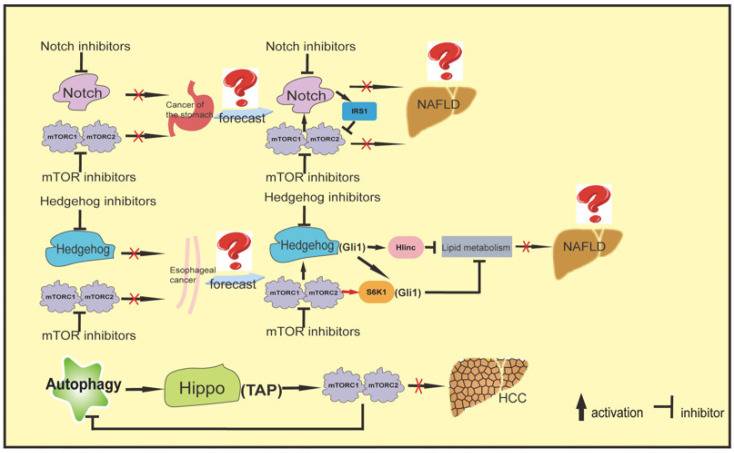 Notch inhibitors
Notch inhibitors
Notch
Cancer of
the stomach
?
forecast
Notch
IRS1
?
NAFLD
mTORC1 mTORC2
mTORC1 mTORC2
mTOR inhibitors
mTOR inhibitors
Hedgehog inhibitors
Hedgehog inhibitors
Hedgehog
Esophageal
cancer
?
forecast
Hedgehog (Gli1)
Hlinc
Lipid metabolism
?
NAFLD
mTORC1 mTORC2
mTORC1 mTORC2
S6K1 (Gli1)
mTOR inhibitors
mTOR inhibitors
Autophagy
Hippo (TAP)
mTORC1 mTORC2
HCC
activation
inhibitor